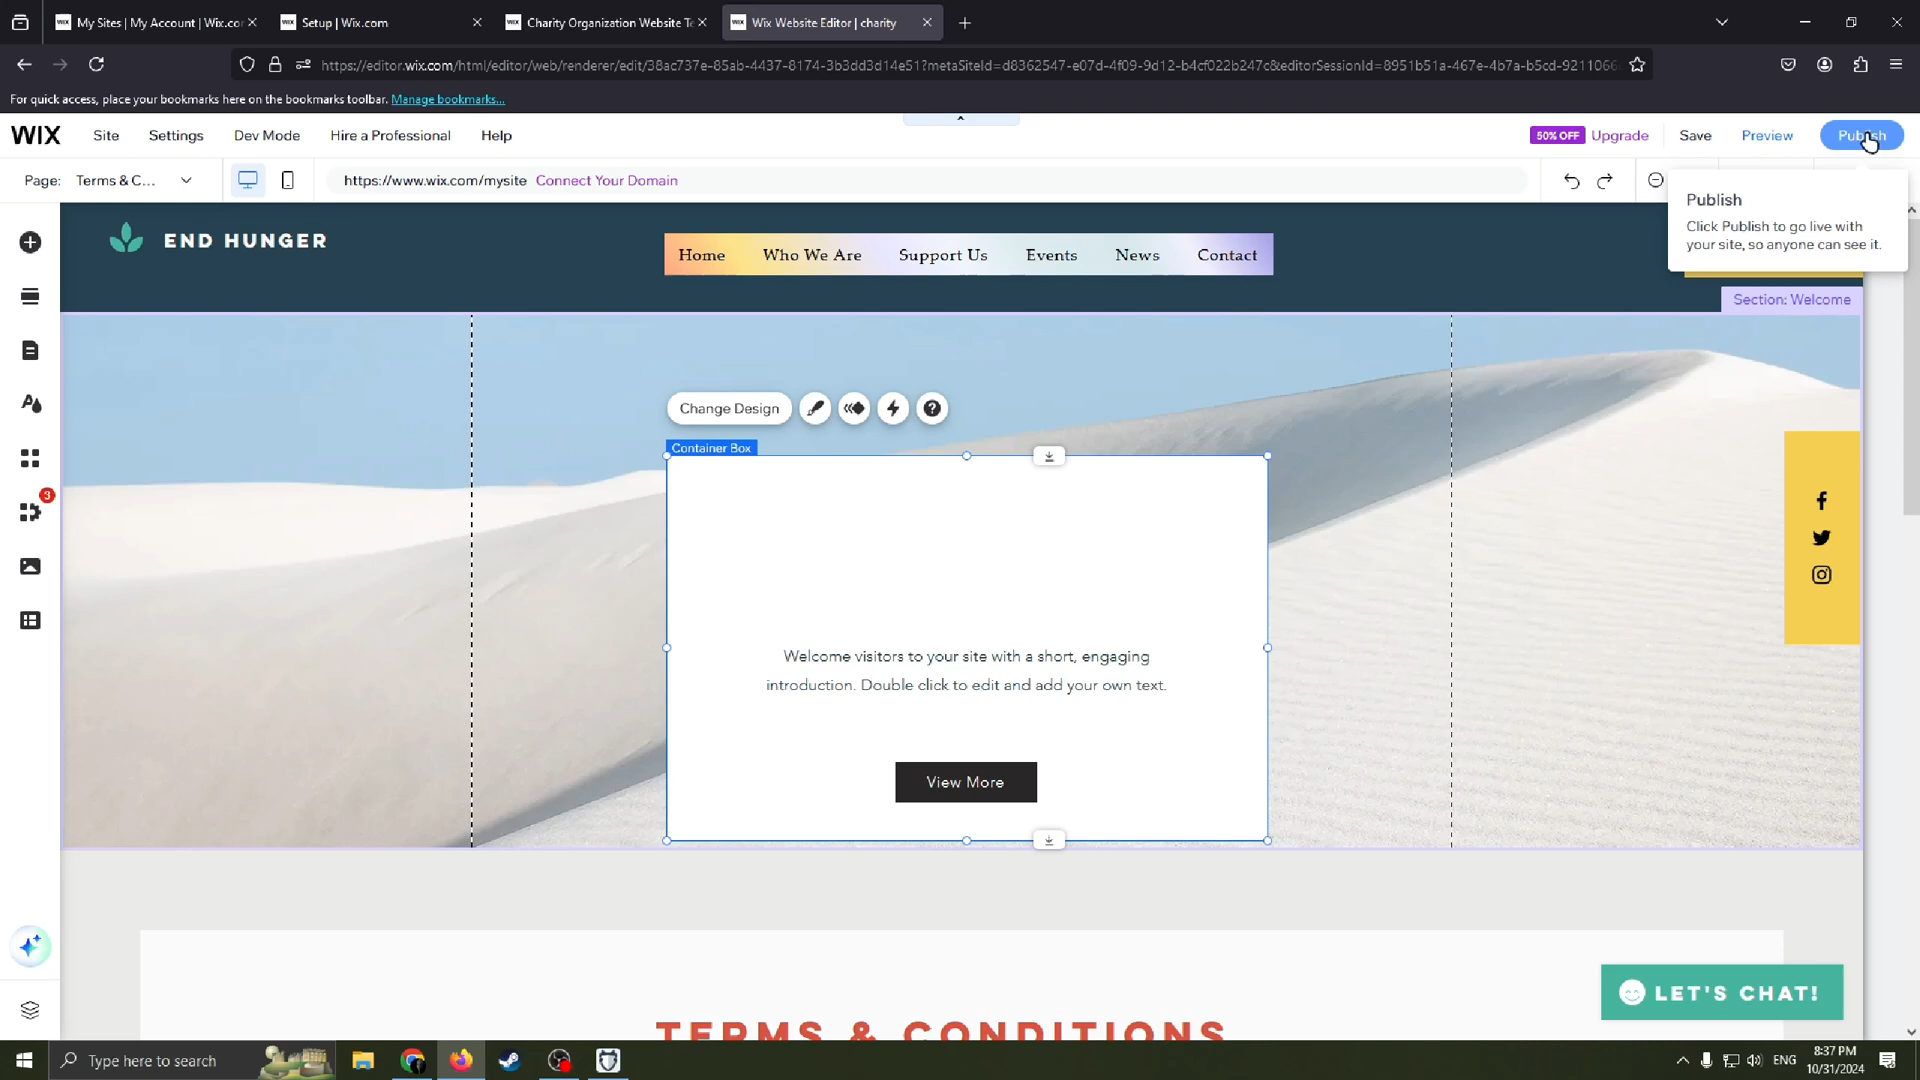 My Sites | My Account | Wix.cor
Setup | Wix.com
Charity Organization Website Te
Wix Website Editor | charity
https://editor.wix.com/html/editor/web/renderer/edit/38ac737e-85ab-4437-8174-3b3dd3d14e51?metaSiteId=d8362547-e07d-4f09-9d12-b4cf022b247c&editorSessionId=8951b51a-467e-4b7a-b5cd-9211066
For quick access, place your bookmarks here on the bookmarks toolbar. Manage bookmarks...
WIX
Site
Settings
Dev Mode
Hire a Professional
Help
50% OFF
Upgrade
Save
Preview
Publish
Page:
Terms & C...
https://www.wix.com/mysite
Connect Your Domain
Publish
Click Publish to go live with
your site, so anyone can see it.
END HUNGER
Home
Who We Are
Support Us
Events
News
Contact
Section: Welcome
Change Design
Container Box
3
Welcome visitors to your site with a short, engaging
introduction. Double click to edit and add your own text.
View More
LET'S CHAT!
TERMS & CONDITIONS
Type here to search
ENG
8:37 PM
10/31/2024